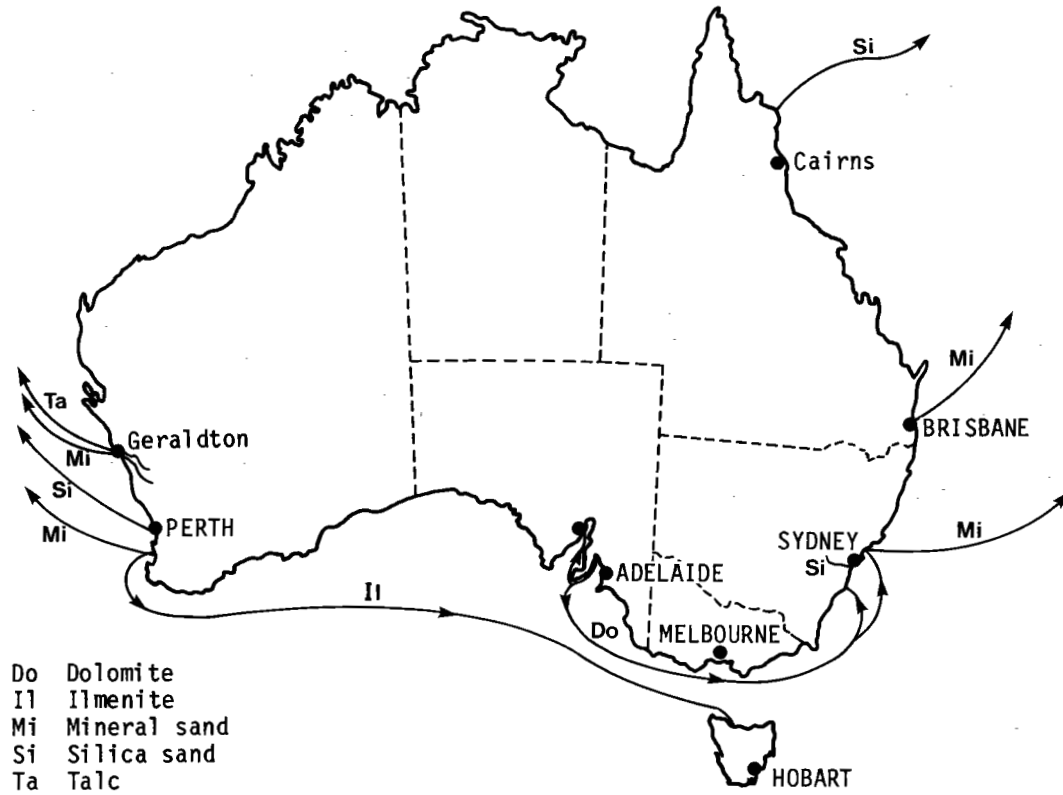 Si
Cairns
Mi
BRISBANE
Ta
Geraldton
Mi
Si
PERTH
Mi
Mi
SYDNEY
Si
ADELAIDE
Il
Do
MELBOURNE
HOBART
Do Dolomite
Il Ilmenite
Mi Mineral sand
Si Silica sand
Ta Talc